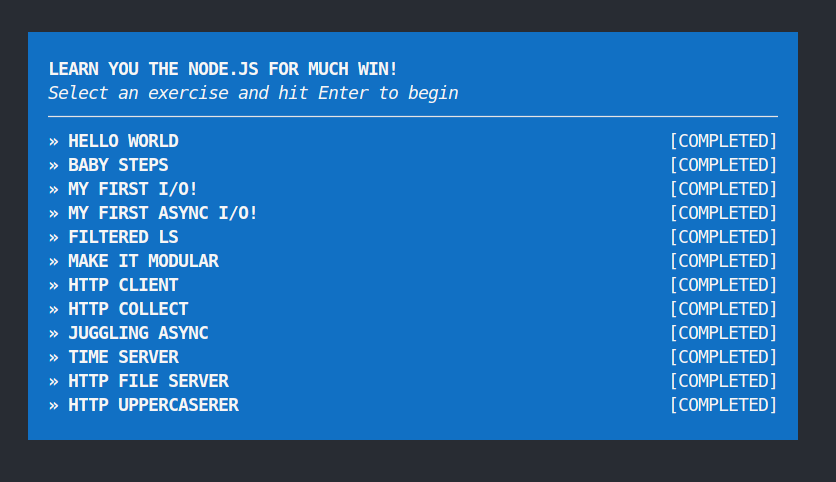 LEARN YOU THE NODE.JS FOR MUCH WIN!
Select an exercise and hit Enter to begin
» HELLO WORLD [COMPLETED]
» BABY STEPS [COMPLETED]
» MY FIRST I/O! [COMPLETED]
» MY FIRST ASYNC I/O! [COMPLETED]
» FILTERED LS [COMPLETED]
» MAKE IT MODULAR [COMPLETED]
» HTTP CLIENT [COMPLETED]
» HTTP COLLECT [COMPLETED]
» JUGGLING ASYNC [COMPLETED]
» TIME SERVER [COMPLETED]
» HTTP FILE SERVER [COMPLETED]
» HTTP UPPERCASERER [COMPLETED]